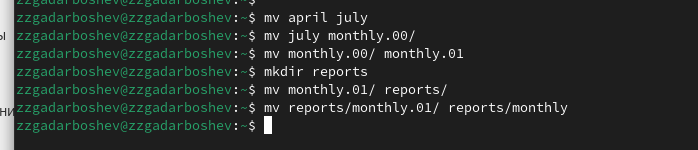 zzgadarboshev@zzgadarboshev:~$ mv april july
zzgadarboshev@zzgadarboshev:~$ mv july monthly.00/
ы
zzgadarboshev@zzgadarboshev:~$ mv monthly.00/ monthly.01
zzgadarboshev@zzgadarboshev:~$ mkdir reports
zzgadarboshev@zzgadarboshev:~$ mv monthly.01/ reports/
ни
zzgadarboshev@zzgadarboshev:~$ mv reports/monthly.01/ reports/monthly
zzgadarboshev@zzgadarboshev:~$